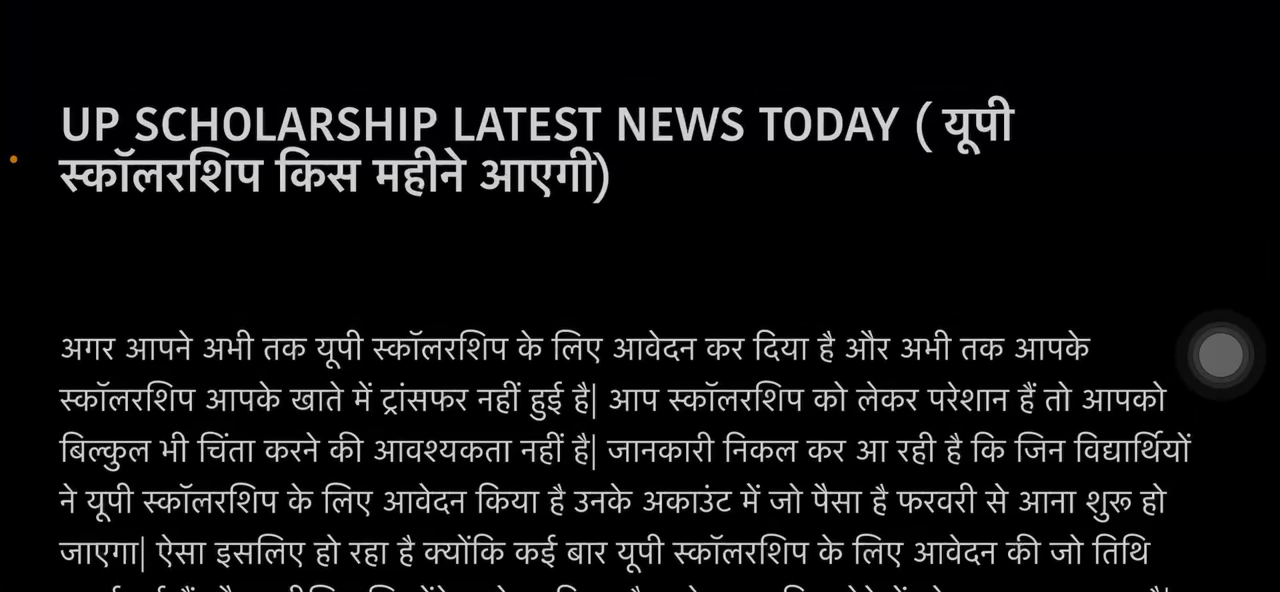 UP SCHOLARSHIP LATEST NEWS TODAY ( यूपी
स्कॉलरशिप किस महीने आएगी)
अगर आपने अभी तक यूपी स्कॉलरशिप के लिए आवेदन कर दिया है और अभी तक आपके
स्कॉलरशिप आपके खाते में ट्रांसफर नहीं हुई है| आप स्कॉलरशिप को लेकर परेशान हैं तो आपको
बिल्कुल भी चिंता करने की आवश्यकता नहीं है| जानकारी निकल कर आ रही है कि जिन विद्यार्थियों
ने यूपी स्कॉलरशिप के लिए आवेदन किया है उनके अकाउंट में जो पैसा है फरवरी से आना शुरू हो
जाएगा| ऐसा इसलिए हो रहा है क्योंकि कई बार यूपी स्कॉलरशिप के लिए आवेदन की जो तिथि